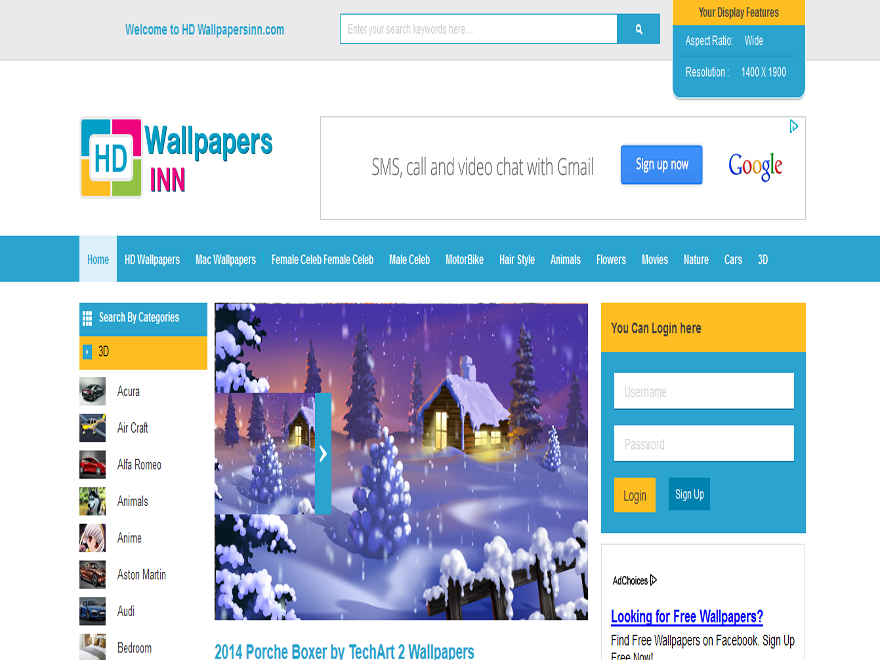 Welcome to HD Wallpapersinn.com
Enter your search keywords here....
Your Display Features
Aspect Ratio: Wide
Resolution : 1400 X 1900
HD
Wallpapers
INN
SMS, call and video chat with Gmail
Sign up now
Google
Home HD Wallpapers Mac Wallpapers Female Celeb Female Celeb Male Celeb MotorBike Hair Style Animals Flowers Movies Nature Cars 3D
Search By Categories
3D
Acura
Air Craft
Alfa Romeo
Animals
Anime
Aston Martin
Audi
Bedroom
2014 Porche Boxer by TechArt 2 Wallpapers
You Can Login here
Username
Password
Login
Sign Up
AdChoices
Looking for Free Wallpapers?
Find Free Wallpapers on Facebook. Sign Up
Free Now!